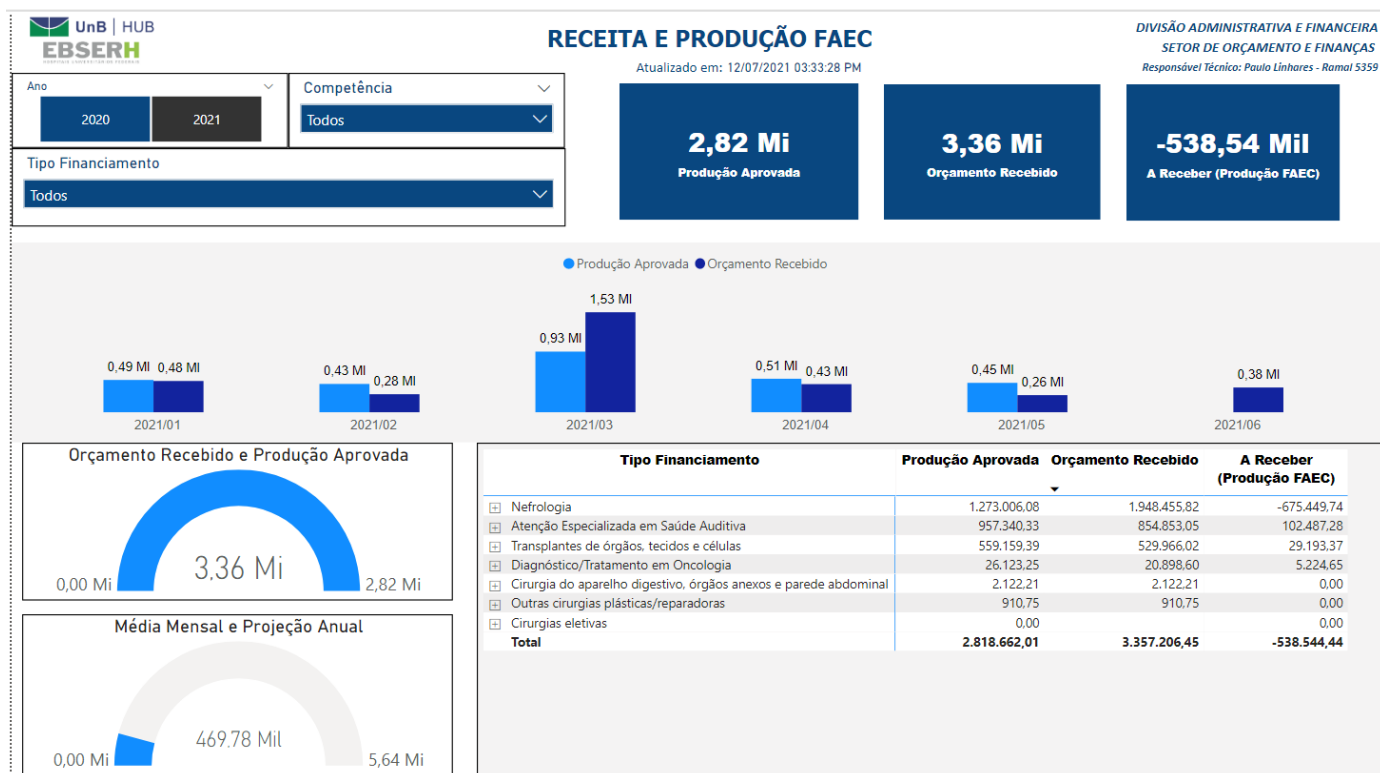 UnB | HUB
EBSERH
HOSPITAIS UNIVERSITÁRIOS FEDERAIS
RECEITA E PRODUÇÃO FAEC
Atualizado em: 12/07/2021 03:33:28 PM
DIVISÃO ADMINISTRATIVA E FINANCEIRA
SETOR DE ORÇAMENTO E FINANÇAS
Responsável Técnico: Paulo Linhares - Ramal 5359
Ano
2020 2021
Competência
Todos
Tipo Financiamento
Todos
2,82 Mi
Produção Aprovada
3,36 Mi
Orçamento Recebido
-538,54 Mil
A Receber (Produção FAEC)
Produção Aprovada Orçamento Recebido
0,49 MI 0,48 MI
0,43 MI 0,28 MI
0,93 MI 1,53 MI
0,51 MI 0,43 MI
0,45 MI 0,26 MI
0,38 MI
2021/01 2021/02 2021/03 2021/04 2021/05 2021/06
Orçamento Recebido e Produção Aprovada
3,36 Mi
0,00 Mi 2,82 Mi
Média Mensal e Projeção Anual
469,78 Mil
0,00 Mi 5,64 Mi
Tipo Financiamento Produção Aprovada Orçamento Recebido A Receber
(Produção FAEC)
Nefrologia 1.273.006,08 1.948.455,82 -675.449,74
Atenção Especializada em Saúde Auditiva 957.340,33 854.853,05 102.487,28
Transplantes de órgãos, tecidos e células 559.159,39 529.966,02 29.193,37
Diagnóstico/Tratamento em Oncologia 26.123,25 20.898,60 5.224,65
Cirurgia do aparelho digestivo, órgãos anexos e parede abdominal 2.122,21 2.122,21 0,00
Outras cirurgias plásticas/reparadoras 910,75 910,75 0,00
Cirurgias eletivas 0,00 0,00
Total 2.818.662,01 3.357.206,45 -538.544,44